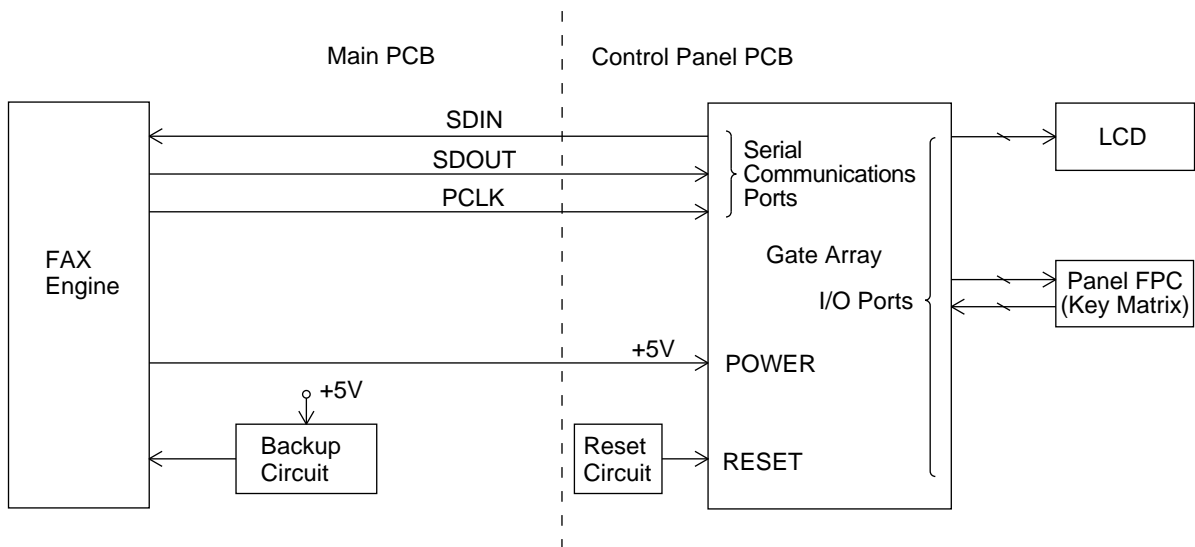 Main PCB
Control Panel PCB
SDIN
SDOUT
PCLK
Serial
Communications
Ports
LCD
FAX
Engine
Gate Array
I/O Ports
Panel FPC
(Key Matrix)
+5V
POWER
+5V
Backup
Circuit
Reset
Circuit
RESET